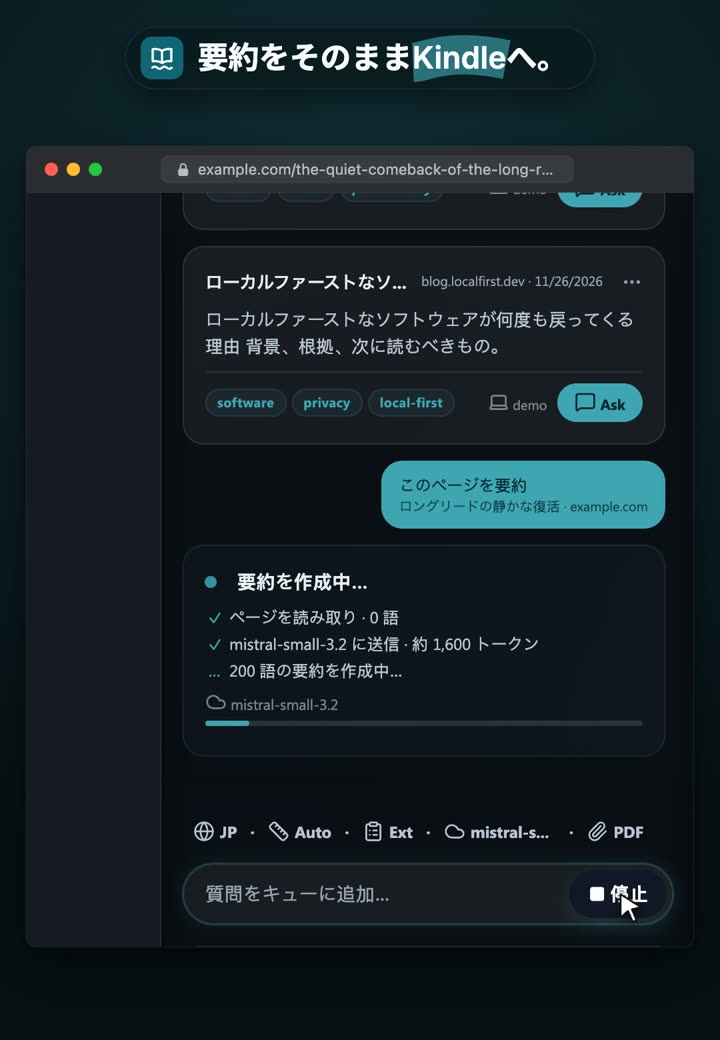 要約をそのままKindleへ。
example.com/the-quiet-comeback-of-the-long-r...
demo
Ask
ローカルファーストなソ... blog.localfirst.dev · 11/26/2026
ローカルファーストなソフトウェアが何度も戻ってくる
理由 背景、根拠、次に読むべきもの。
software privacy local-first demo Ask
このページを要約
ロングリードの静かな復活 · example.com
要約を作成中...
ページを読み取り · 0 語
mistral-small-3.2 に送信 · 約 1,600 トークン
... 200 語の要約を作成中...
mistral-small-3.2
JP · Auto · Ext · mistral-s... · PDF
質問をキューに追加... 停止